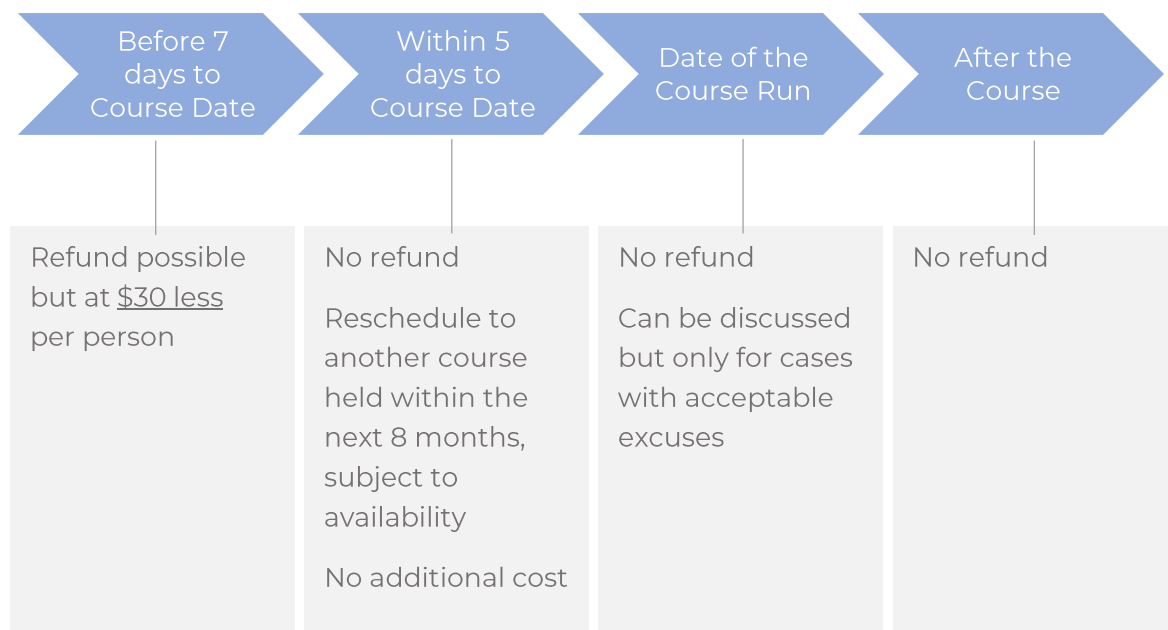 Before 7
days to
Course Date
Within 5
days to
Course Date
Date of the
Course Run
After the
Course
Refund possible
but at $30 less
per person
No refund
Reschedule to
another course
held within the
next 8 months,
subject to
availability
No additional cost
No refund
Can be discussed
but only for cases
with acceptable
excuses
No refund